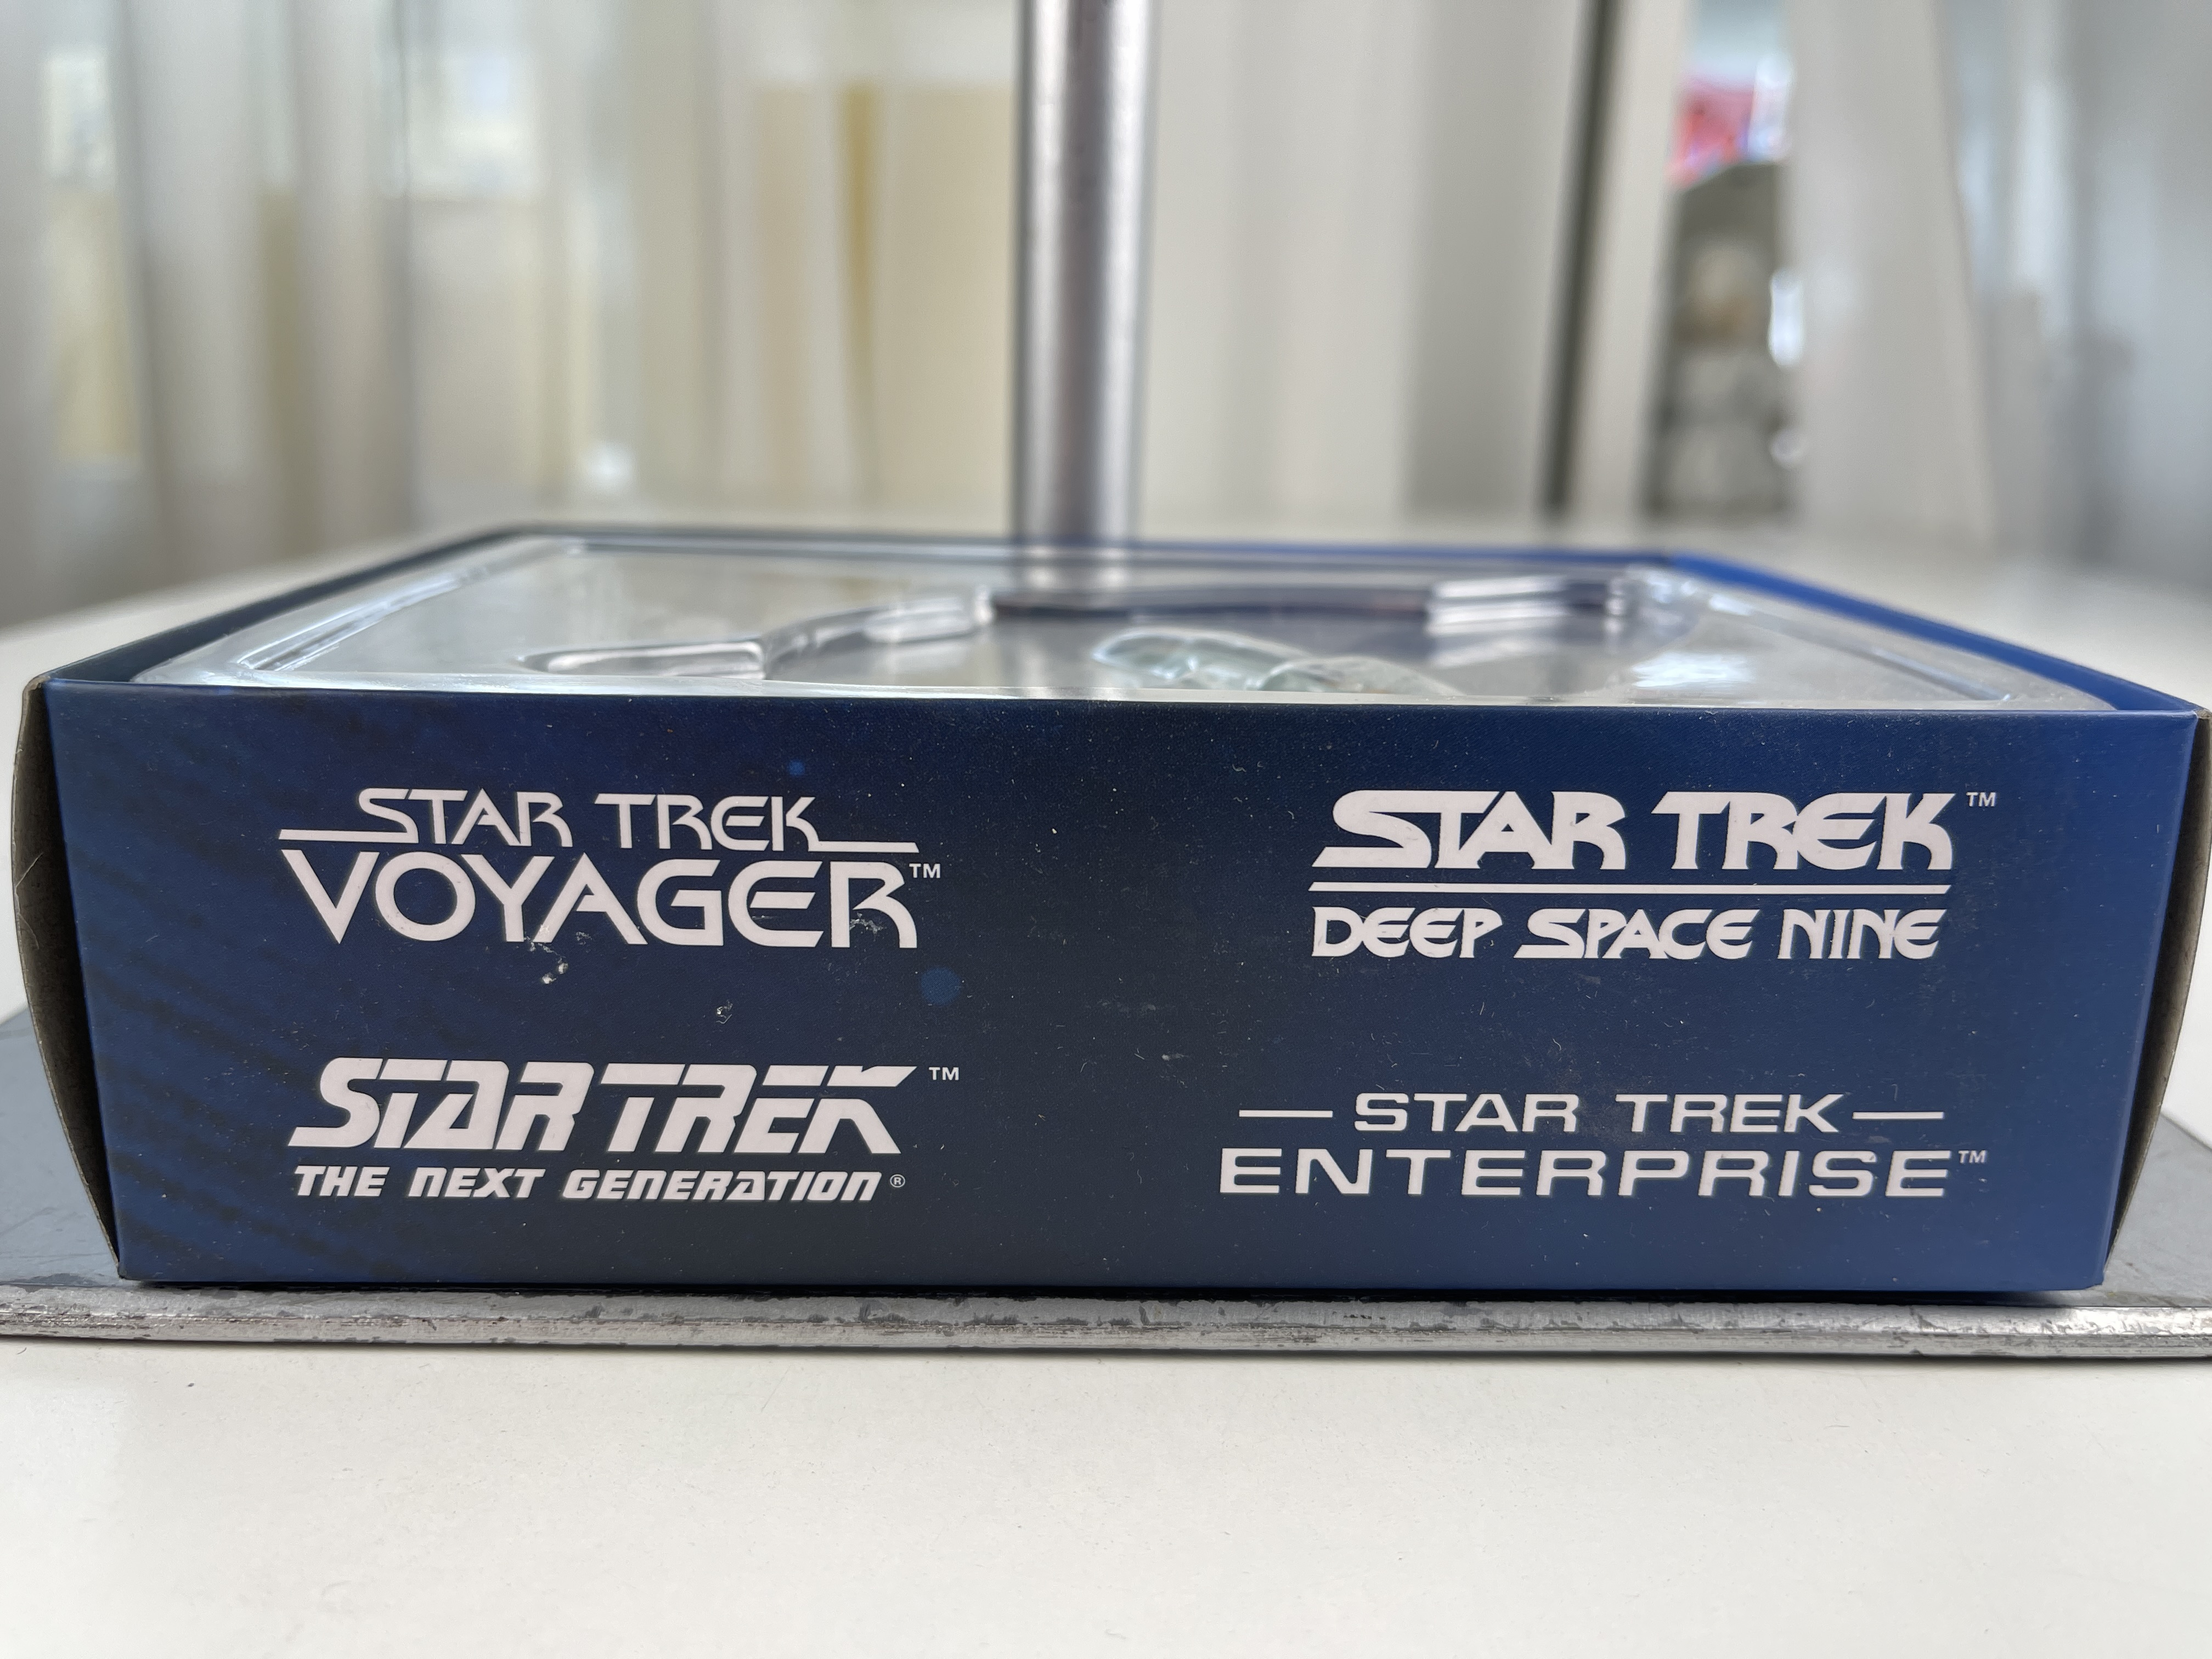 STAR TREK
VOYAGER™
STAR TREK™
DEEP SPACE NINE
STAR TREK™
THE NEXT GENERATION®
STAR TREK
ENTERPRISE™